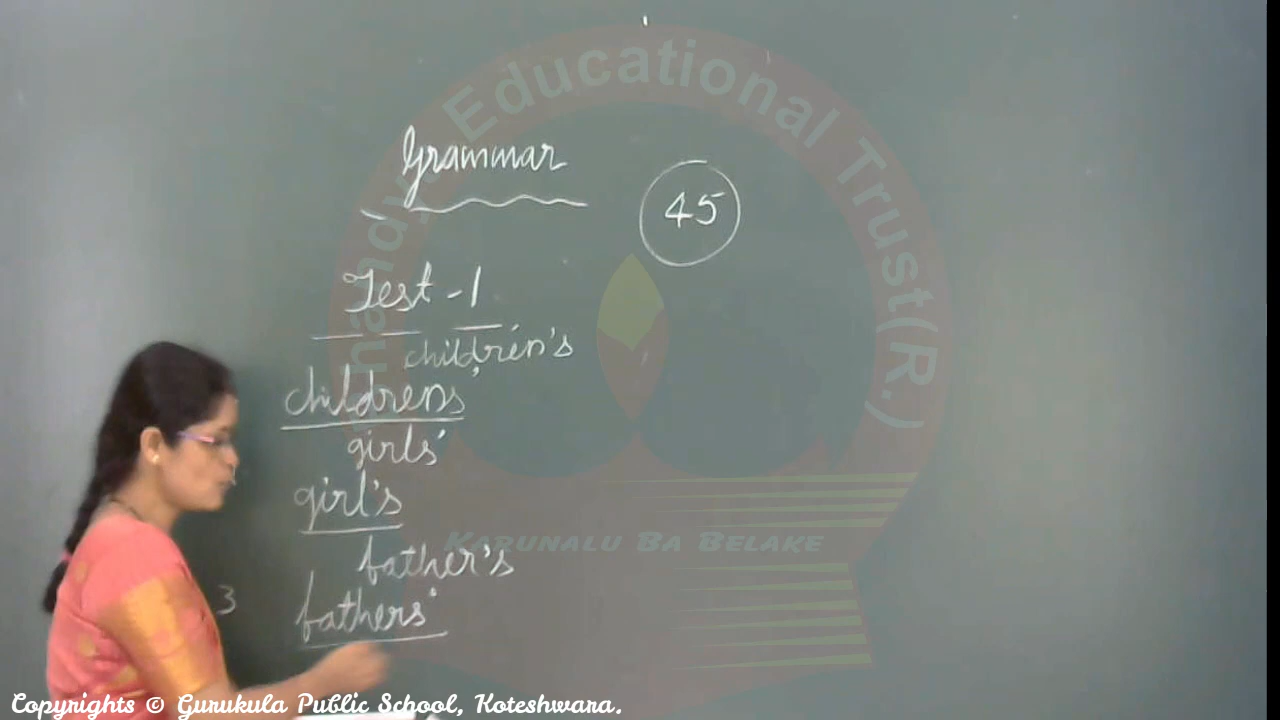 Educational Trust(R.)
Grammar
45
Test-1
children's
childrens'
girls'
girl's
father's
3
fathers'
KARUNALU BA BELAKE
Copyrights © Gurukula Public School, Koteshwara.